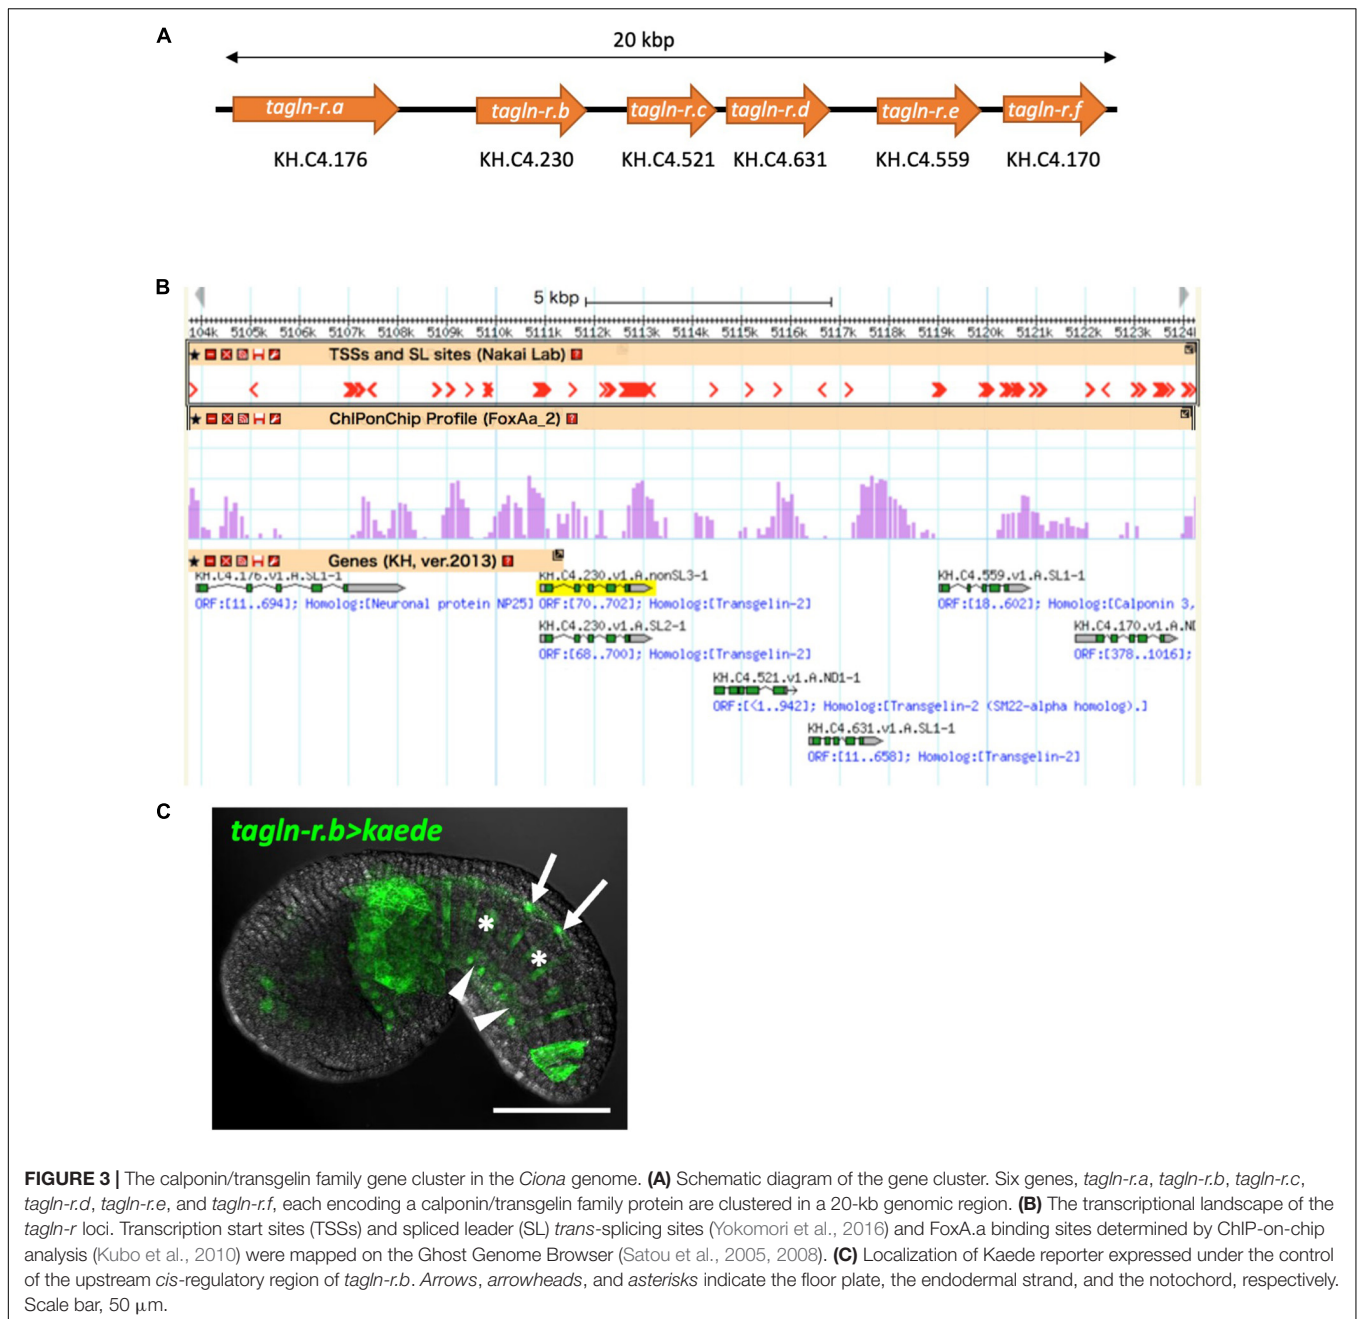 A
20 kbp
tagln-r.a
tagln-r.b
tagln-r.c
tagln-r.d
tagln-r.e
tagln-r.f
KH.C4.176
KH.C4.230
KH.C4.521
KH.C4.631
KH.C4.559
KH.C4.170
B
5 kbp
104k 5105k 5106k 5107k 5108k 5109k 5110k 5111k 5112k 5113k 5114k 5115k 5116k 5117k 5118k 5119k 5120k 5121k 5122k 5123k 5124
TSSs and SL sites (Nakai Lab)
ChIPonChip Profile (FoxAa_2)
Genes (KH, ver.2013)
KH.C4.176.v1.A.SL1-1
KH.C4.230.v1.A.nonSL3-1
KH.C4.559.v1.A.SL1-1
ORF:[11..694]; Homolog:[Neuronal protein NP25]
ORF:[70..702]; Homolog:[Transgelin-2]
ORF:[18..602]; Homolog:[Calponin 3,
KH.C4.230.v1.A.SL2-1
KH.C4.170.v1.A.ND
ORF:[68..700]; Homolog:[Transgelin-2]
ORF:[378..1016];
KH.C4.521.v1.A.ND1-1
ORF:[<1..942]; Homolog:[Transgelin-2 (SM22-alpha homolog).]
KH.C4.631.v1.A.SL1-1
ORF:[11..658]; Homolog:[Transgelin-2]
C
tagln-r.b>kaede
FIGURE 3 | The calponin/transgelin family gene cluster in the Ciona genome. (A) Schematic diagram of the gene cluster. Six genes, tagln-r.a, tagln-r.b, tagln-r.c,
tagln-r.d, tagln-r.e, and tagln-r.f, each encoding a calponin/transgelin family protein are clustered in a 20-kb genomic region. (B) The transcriptional landscape of the
tagln-r loci. Transcription start sites (TSSs) and spliced leader (SL) trans-splicing sites (Yokomori et al., 2016) and FoxA.a binding sites determined by ChIP-on-chip
analysis (Kubo et al., 2010) were mapped on the Ghost Genome Browser (Satou et al., 2005, 2008). (C) Localization of Kaede reporter expressed under the control
of the upstream cis-regulatory region of tagln-r.b. Arrows, arrowheads, and asterisks indicate the floor plate, the endodermal strand, and the notochord, respectively.
Scale bar, 50 μm.